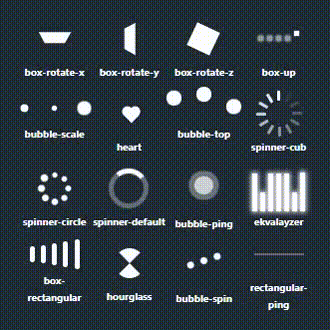 box-rotate-x box-rotate-y box-rotate-z box-up
bubble-scale
heart
bubble-top
spinner-cub
spinner-circle spinner-default bubble-ping ekvalayzer
box-
rectangular
hourglass bubble-spin
rectangular-
ping